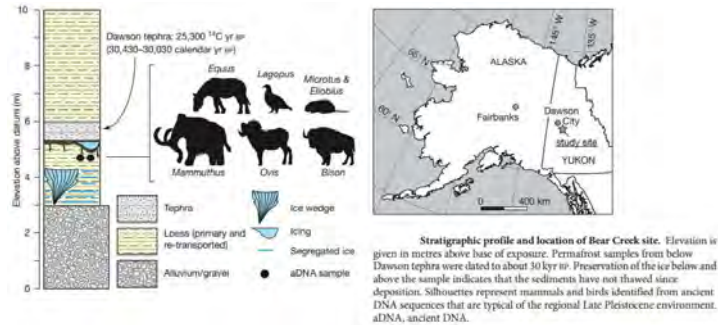 10
8
6
4
2
0
Elevation above datum (m)
Dawson tephra: 25,300 ¹⁴C yr BP
(30,430–30,030 calendar yr BP)
Equus
Lagopus
Microtus &
Eliobius
Mammuthus
Ovis
Bison
Tephra
Loess (primary and
re-transported)
Alluvium/gravel
Ice wedge
Icing
Segregated ice
aDNA sample
145° W
135° W
65° N
60° N
ALASKA
Fairbanks
Dawson
City
study site
YUKON
0
400 km
Stratigraphic profile and location of Bear Creek site. Elevation is
given in metres above base of exposure. Permafrost samples from below
Dawson tephra were dated to about 30 kyr BP. Preservation of the ice below and
above the sample indicates that the sediments have not thawed since
deposition. Silhouettes represent mammals and birds identified from ancient
DNA sequences that are typical of the regional Late Pleistocene environment.
aDNA, ancient DNA.